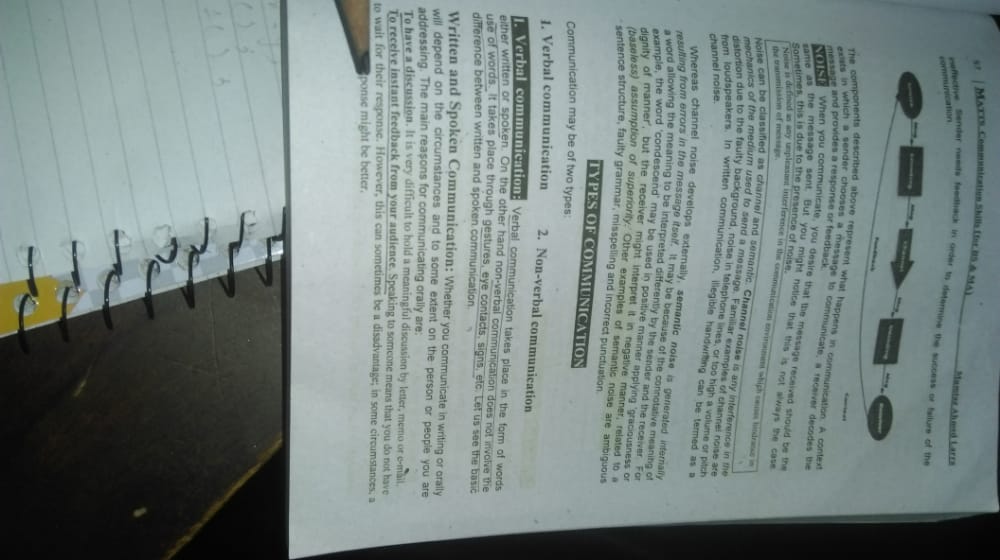 97 MATTS Communication Skills (for BS & MA) Mumtaz Ahmed Larrs
effective. Sender needs feedback in order to determine the success or failure of the
communication.
The components described above represent what happens in communication. A context
exists in which a sender chooses a message to communicate, a receiver decodes the
message and provides a response or feedback.
NOISE: When you communicate, you desire that the message received should be the
same as the message sent. But you might notice that this is not always the case.
Sometimes, this is due to the presence of noise.
Noise is defined as any unpleasant interference in the communication environment which causes hindrance in
the transmission of message.
Noise can be classified as channel and semantic. Channel noise is any interference in the
mechanics of the medium used to send a message. Familiar examples of channel noise are
distortion due to the faulty background, noise in telephone lines, or too high a volume or pitch
from loudspeakers. In written communication, illegible handwriting can be termed as a
channel noise.
Whereas channel noise develops externally, semantic noise is generated internally
resulting from errors in the message itself. It may be because of the connotative meaning of
a word allowing the meaning to be interpreted differently by the sender and the receiver. For
example, the word 'condescend' may be used in positive manner applying 'graciousness or
dignity of manner', but the receiver might interpret it in negative manner, related to a
(baseless) assumption of superiority. Other examples of semantic noise are ambiguous
sentence structure, faulty grammar, misspelling and incorrect punctuation.
TYPES OF COMMUNICATION
Communication may be of two types:
1. Verbal communication 2. Non-verbal communication
1. Verbal communication: Verbal communication takes place in the form of words
either written or spoken. On the other hand non-verbal communication does not involve the
use of words. It takes place through gestures, eye contacts, signs, etc. Let us see the basic
difference between written and spoken communication.
Written and Spoken Communication: Whether you communicate in writing or orally
will depend on the circumstances and to some extent on the person or people you are
addressing. The main reasons for communicating orally are:
To have a discussion. It is very difficult to hold a meaningful discussion by letter, memo or e-mail.
To receive instant feedback from your audience. Speaking to someone means that you do not have
to wait for their response. However, this can sometimes be a disadvantage; in some circumstances, a
ponse might be better.